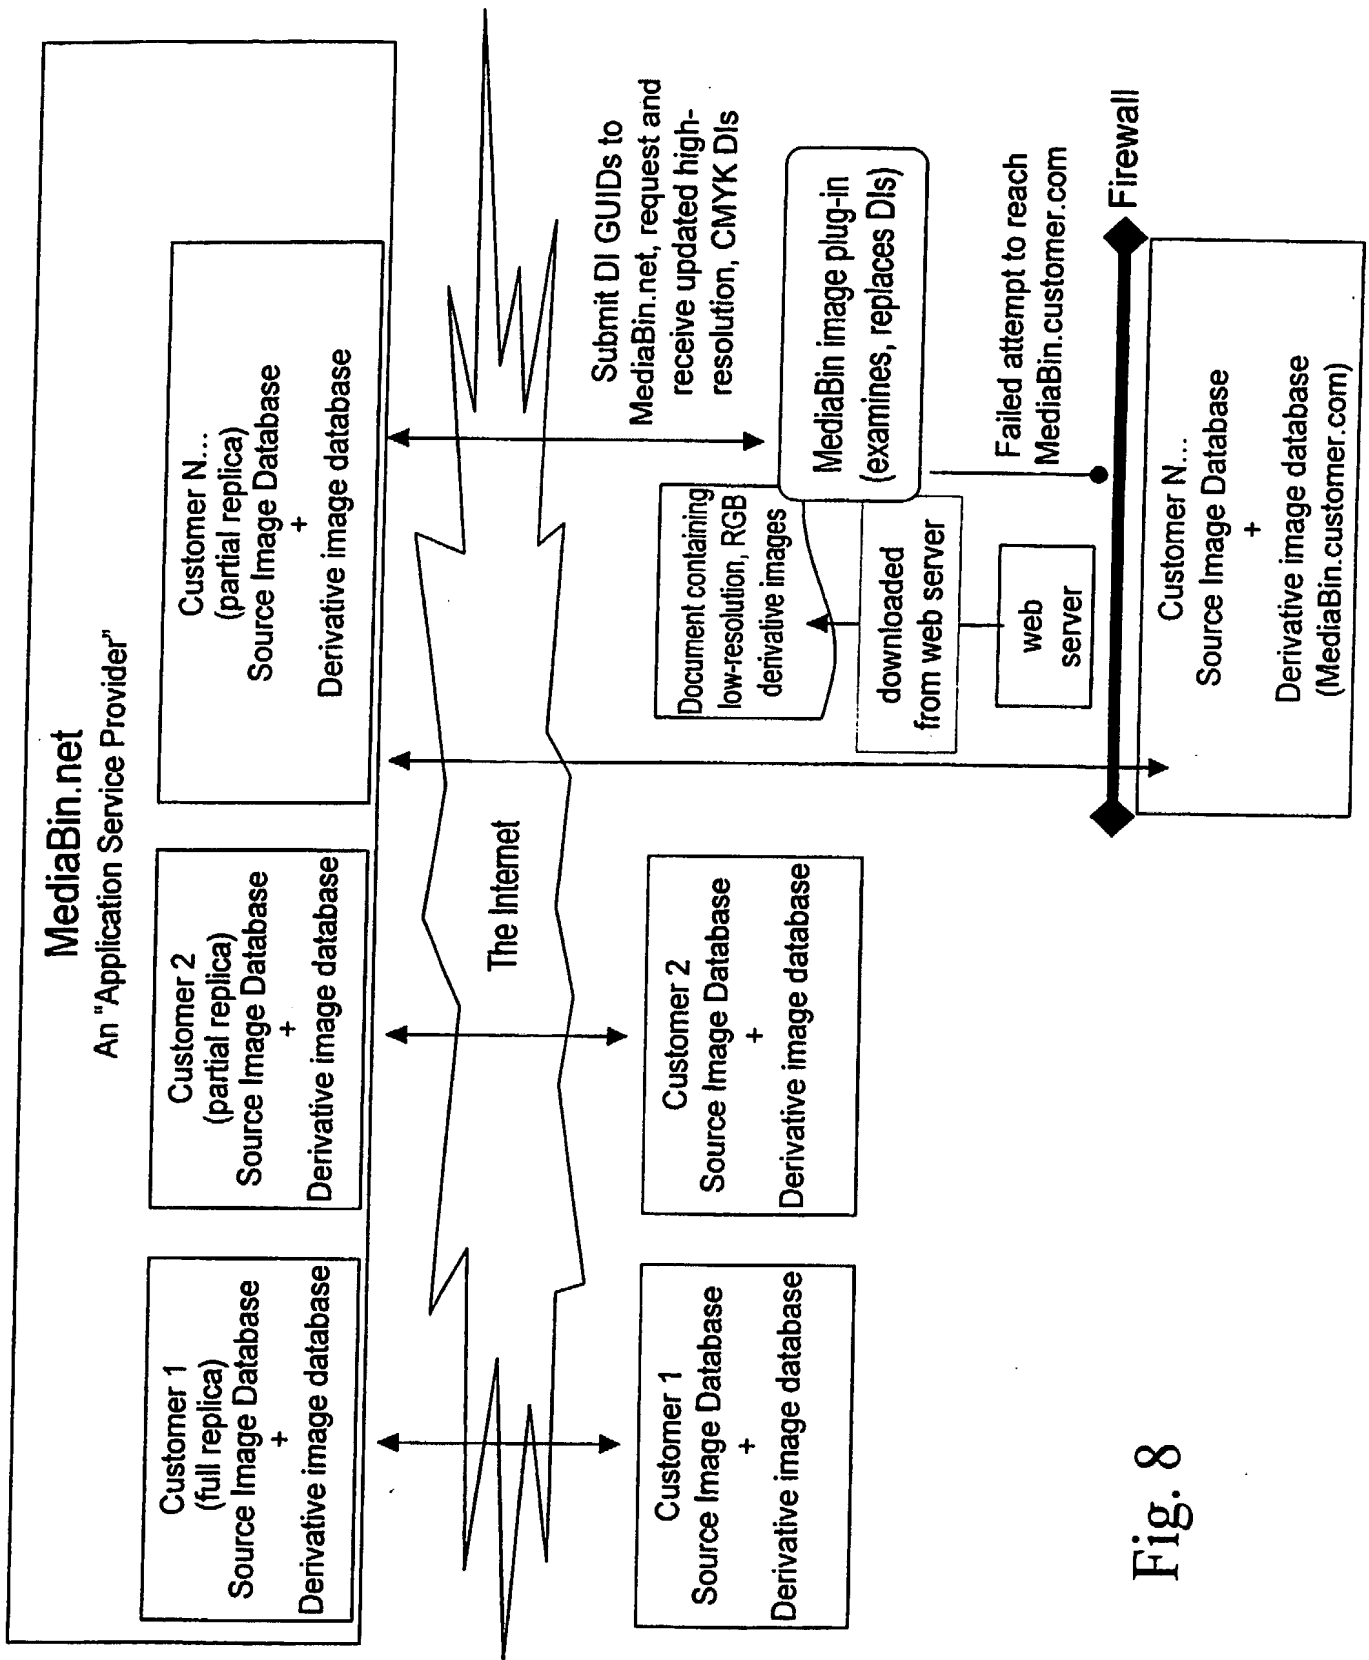 MediaBin.net
An "Application Service Provider"
Customer 1
(full replica)
Source Image Database
+
Derivative image database
Customer 2
(partial replica)
Source Image Database
+
Derivative image database
Customer N...
(partial replica)
Source Image Database
+
Derivative image database
The Internet
Submit DI GUIDs to
MediaBin.net, request and
receive updated high-
resolution, CMYK DIs
Customer 1
Source Image Database
+
Derivative image database
Customer 2
Source Image Database
+
Derivative image database
Document containing
low-resolution, RGB
derivative images
MediaBin image plug-in
(examines, replaces DIs)
downloaded
from web server
web
server
Failed attempt to reach
MediaBin.customer.com
Firewall
Customer N...
Source Image Database
+
Derivative image database
(MediaBin.customer.com)
Fig. 8